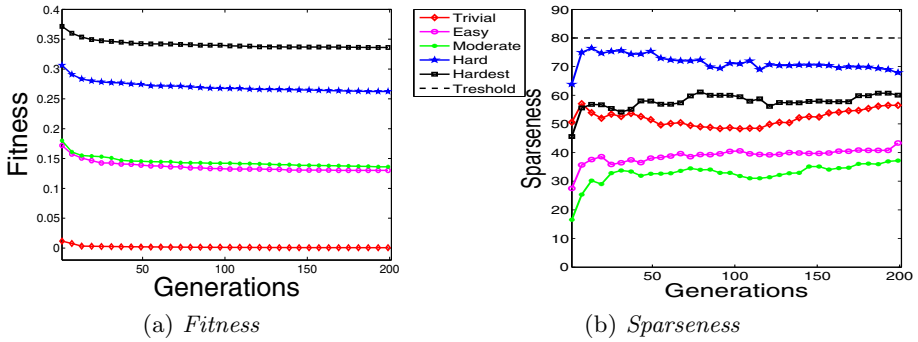 0.4
0.35
0.3
0.25
0.2
0.15
0.1
0.05
0
Fitness
50
100
150
200
Generations
(a) Fitness
Trivial
Easy
Moderate
Hard
Hardest
Treshold
90
80
70
60
50
40
30
20
10
0
Sparseness
50
100
150
200
Generations
(b) Sparseness